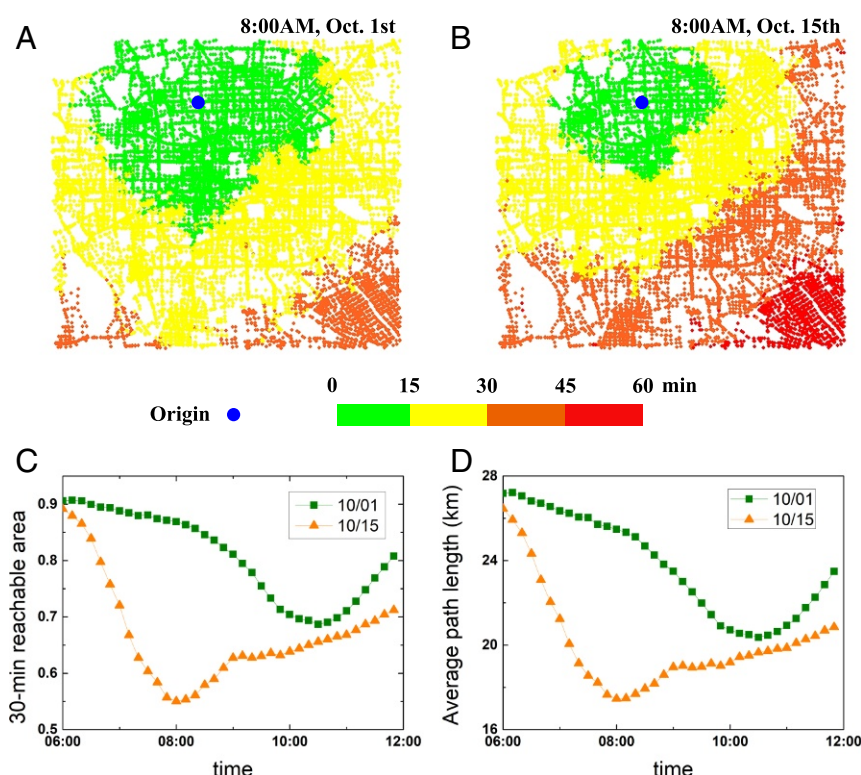 A
8:00AM, Oct. 1st
B
8:00AM, Oct. 15th
0 15 30 45 60 min
Origin
C
0.9
0.8
0.7
0.6
0.5
30-min reachable area
10/01
10/15
06:00 08:00 10:00 12:00
time
D
28
24
20
16
Average path length (km)
10/01
10/15
06:00 08:00 10:00 12:00
time